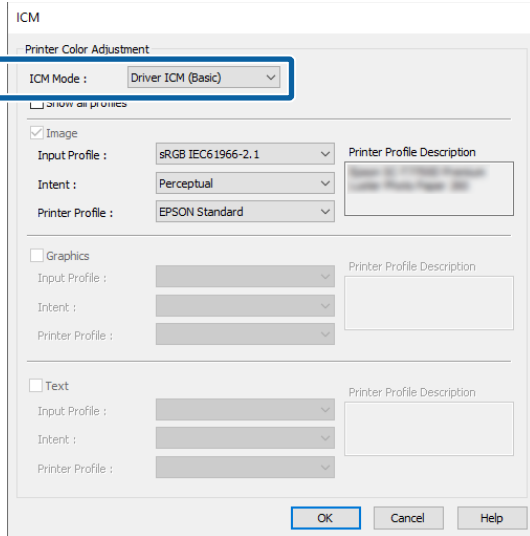 ICM
Printer Color Adjustment
ICM Mode : Driver ICM (Basic)
Show all profiles
Image
Input Profile : sRGB IEC61966-2.1 Printer Profile Description
Intent : Perceptual
Printer Profile : EPSON Standard
Graphics
Input Profile : Printer Profile Description
Intent :
Printer Profile :
Text
Input Profile : Printer Profile Description
Intent :
Printer Profile :
OK Cancel Help